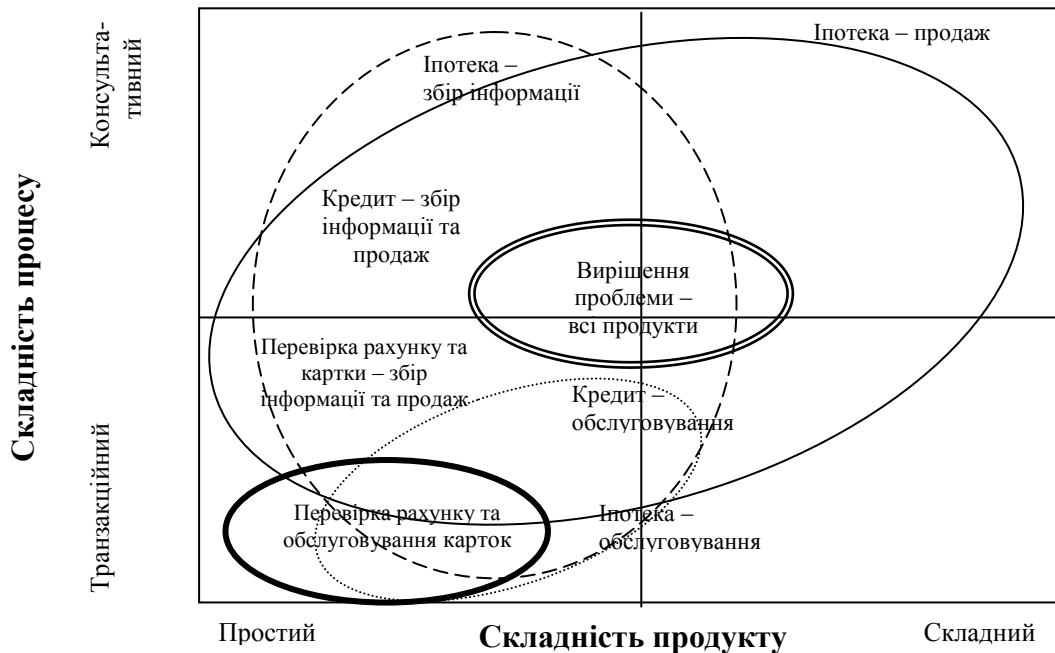 Складність процесу
Консульта-
тивний
Транзакційний
Іпотека – продаж
Іпотека –
збір інформації
Кредит – збір
інформації та
продаж
Вирішення
проблеми –
всі продукти
Перевірка рахунку та
картки – збір
інформації та продаж
Кредит –
обслуговування
Перевірка рахунку та
обслуговування карток
Іпотека –
обслуговування
Простий
Складність продукту
Складний